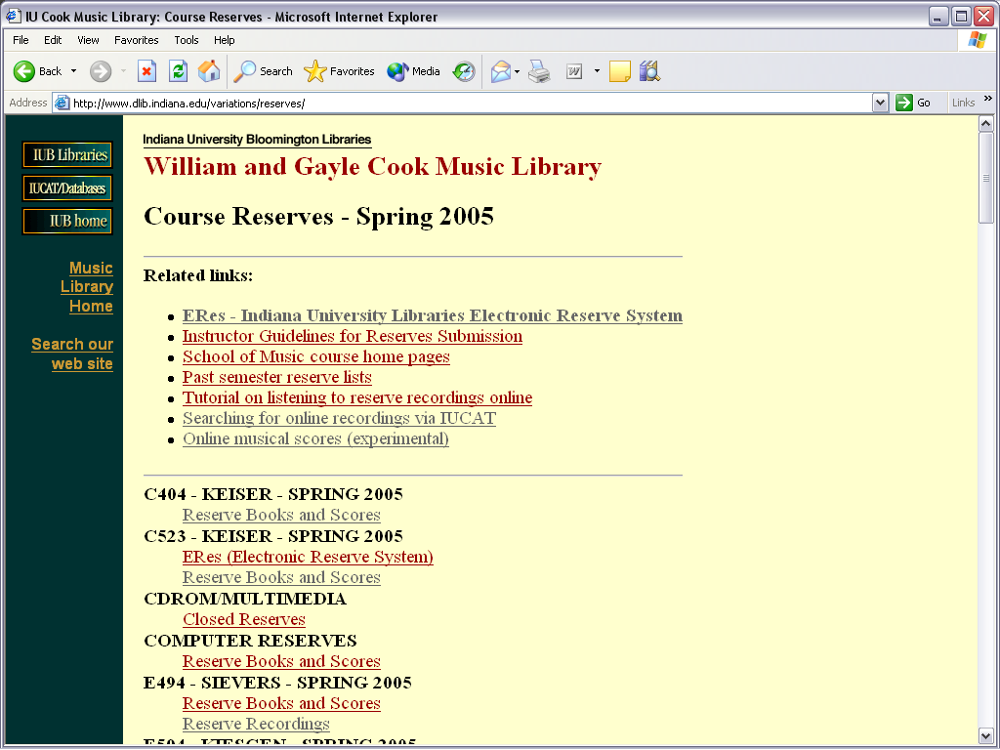 IU Cook Music Library: Course Reserves - Microsoft Internet Explorer
File Edit View Favorites Tools Help
Back Search Favorites Media
Address http://www.dlib.indiana.edu/variations/reserves/ Go Links »
IUB Libraries
IUCAT/Databases
IUB home
Music
Library
Home
Search our
web site
Indiana University Bloomington Libraries
William and Gayle Cook Music Library
Course Reserves - Spring 2005
Related links:
ERes - Indiana University Libraries Electronic Reserve System
Instructor Guidelines for Reserves Submission
School of Music course home pages
Past semester reserve lists
Tutorial on listening to reserve recordings online
Searching for online recordings via IUCAT
Online musical scores (experimental)
C404 - KEISER - SPRING 2005
Reserve Books and Scores
C523 - KEISER - SPRING 2005
ERes (Electronic Reserve System)
Reserve Books and Scores
CDROM/MULTIMEDIA
Closed Reserves
COMPUTER RESERVES
Reserve Books and Scores
E494 - SIEVERS - SPRING 2005
Reserve Books and Scores
Reserve Recordings
- SPRING 2005